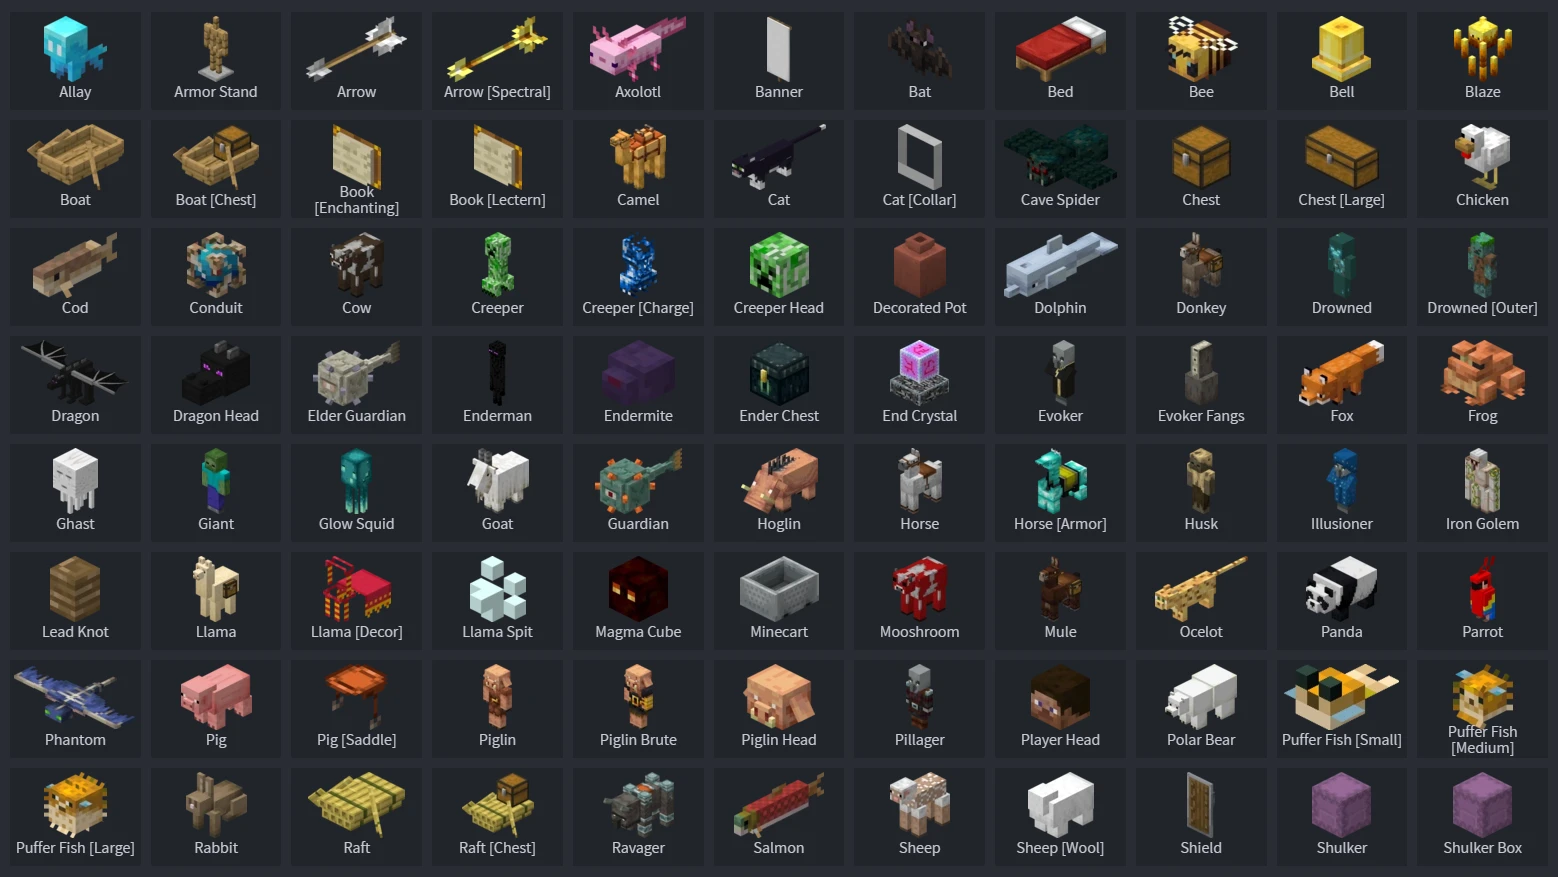 Allay
Armor Stand
Arrow
Arrow [Spectral]
Axolotl
Banner
Bat
Bed
Bee
Bell
Blaze
Boat
Boat [Chest]
Book
[Enchanting]
Book [Lectern]
Camel
Cat
Cat [Collar]
Cave Spider
Chest
Chest [Large]
Chicken
Cod
Conduit
Cow
Creeper
Creeper [Charge]
Creeper Head
Decorated Pot
Dolphin
Donkey
Drowned
Drowned [Outer]
Dragon
Dragon Head
Elder Guardian
Enderman
Endermite
Ender Chest
End Crystal
Evoker
Evoker Fangs
Fox
Frog
Ghast
Giant
Glow Squid
Goat
Guardian
Hoglin
Horse
Horse [Armor]
Husk
Illusioner
Iron Golem
Lead Knot
Llama
Llama [Decor]
Llama Spit
Magma Cube
Minecart
Mooshroom
Mule
Ocelot
Panda
Parrot
Phantom
Pig
Pig [Saddle]
Piglin
Piglin Brute
Piglin Head
Pillager
Player Head
Polar Bear
Puffer Fish [Small]
Puffer Fish
[Medium]
Puffer Fish [Large]
Rabbit
Raft
Raft [Chest]
Ravager
Salmon
Sheep
Sheep [Wool]
Shield
Shulker
Shulker Box